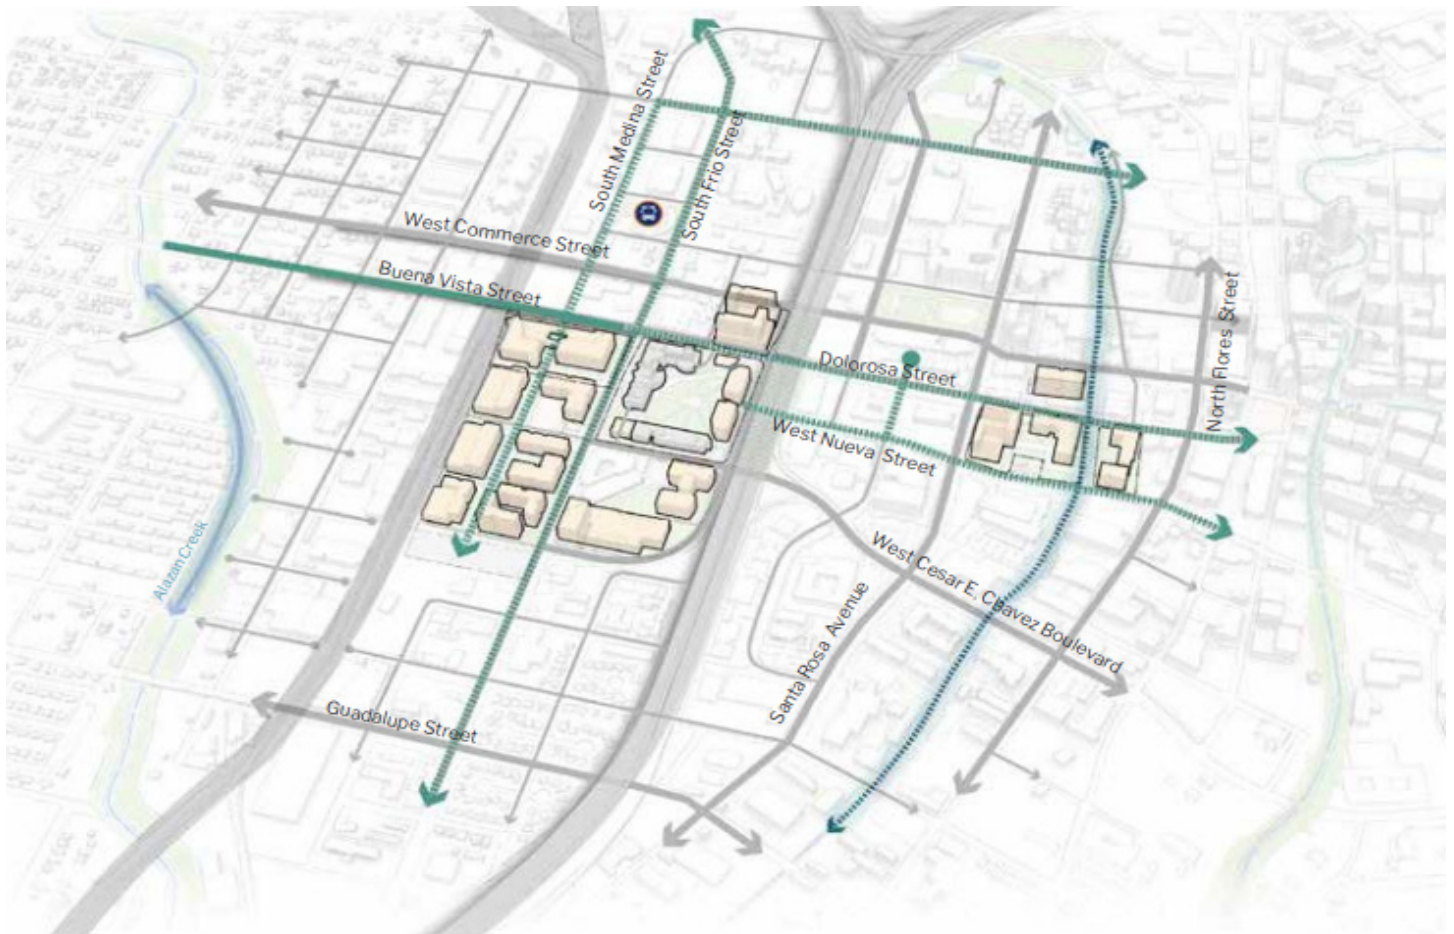 South Medina Street
South Frio Street
West Commerce Street
Buena Vista Street
North Flores Street
Dolorosa Street
West Nueva Street
Alazan Creek
West Cesar E. Chavez Boulevard
Santa Rosa Avenue
Guadalupe Street